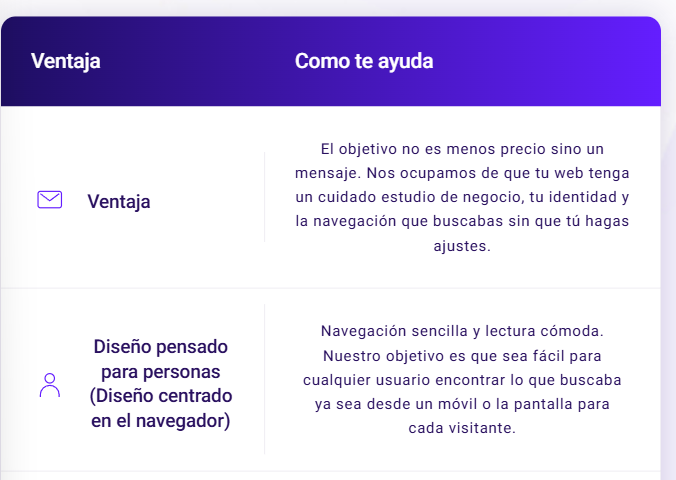 Ventaja
Como te ayuda
Ventaja
El objetivo no es menos precio sino un
mensaje. Nos ocupamos de que tu web tenga
un cuidado estudio de negocio, tu identidad y
la navegación que buscabas sin que tú hagas
ajustes.
Diseño pensado
para personas
(Diseño centrado
en el navegador)
Navegación sencilla y lectura cómoda.
Nuestro objetivo es que sea fácil para
cualquier usuario encontrar lo que buscaba
ya sea desde un móvil o la pantalla para
cada visitante.